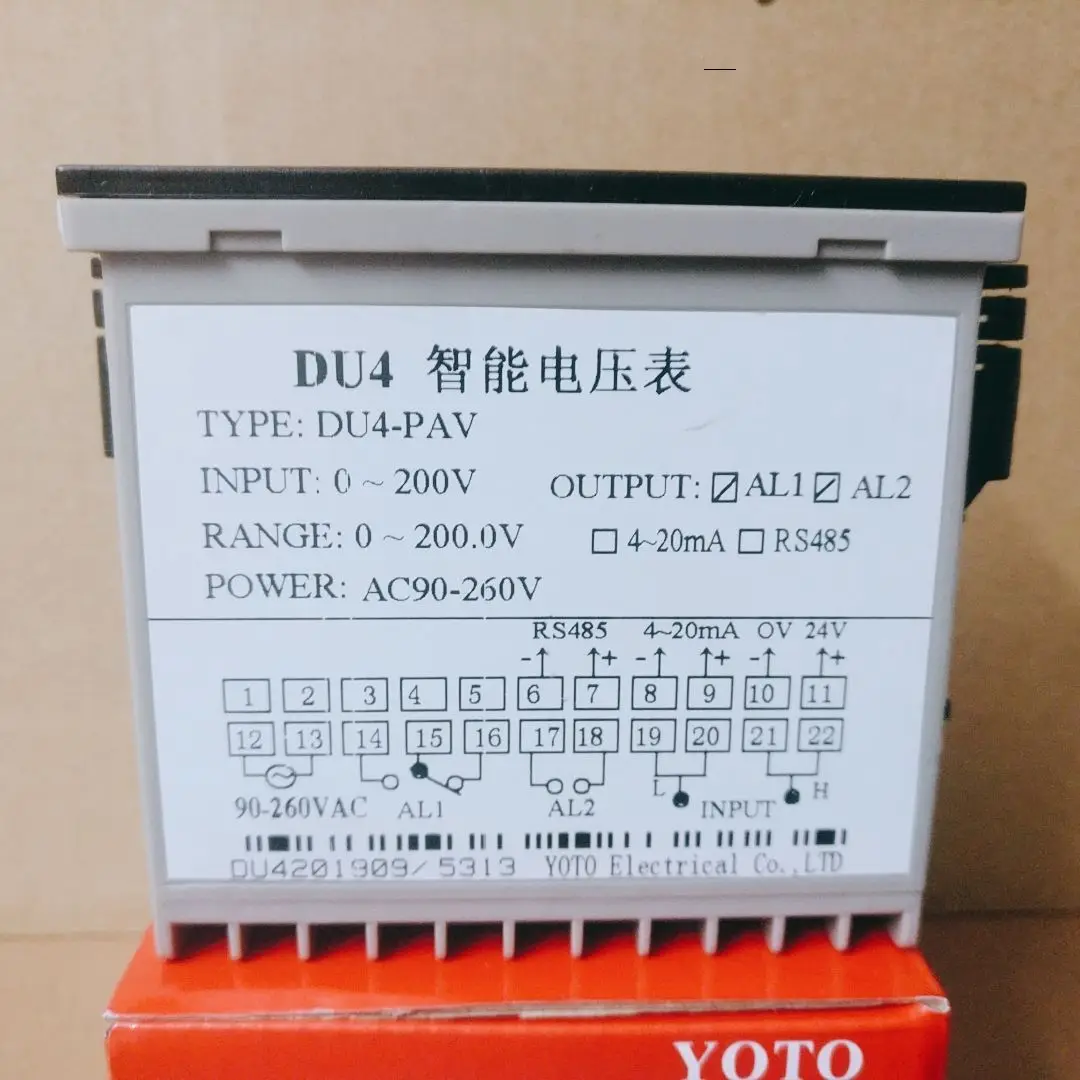 DU4 智能电压表
TYPE: DU4-PAV
INPUT: 0 ~ 200V
OUTPUT: AL1 AL2
RANGE: 0 ~ 200.0V
4~20mA RS485
POWER: AC90-260V
RS485 4~20mA 0V 24V
- + - + - +
1 2 3 4 5 6 7 8 9 10 11
12 13 14 15 16 17 18 19 20 21 22
90-260VAC AL1 AL2 L INPUT H
DU4201909/5313 YOTO Electrical Co.,LTD
YOTO